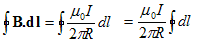 ∮ B.dl = ∮ μ₀I/2πR dl = μ₀I/2πR ∮ dl